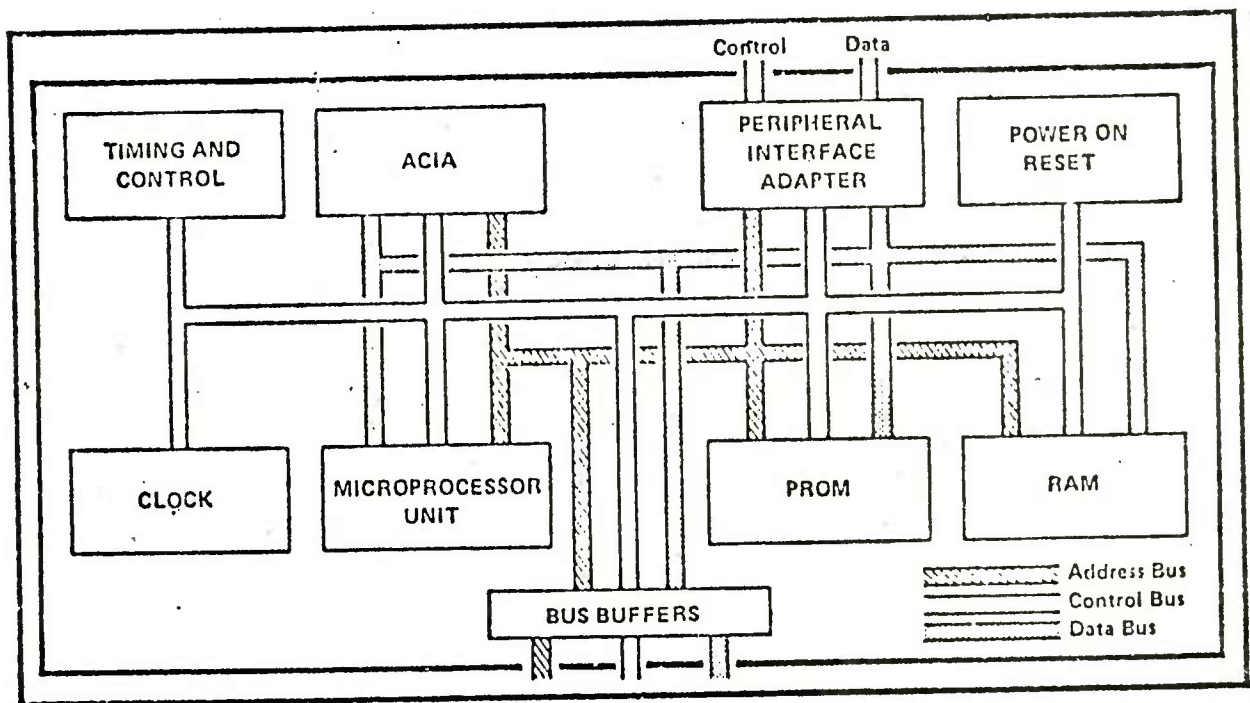 Control Data
TIMING AND
CONTROL
ACIA
PERIPHERAL
INTERFACE
ADAPTER
POWER ON
RESET
CLOCK
MICROPROCESSOR
UNIT
PROM
RAM
BUS BUFFERS
Address Bus
Control Bus
Data Bus